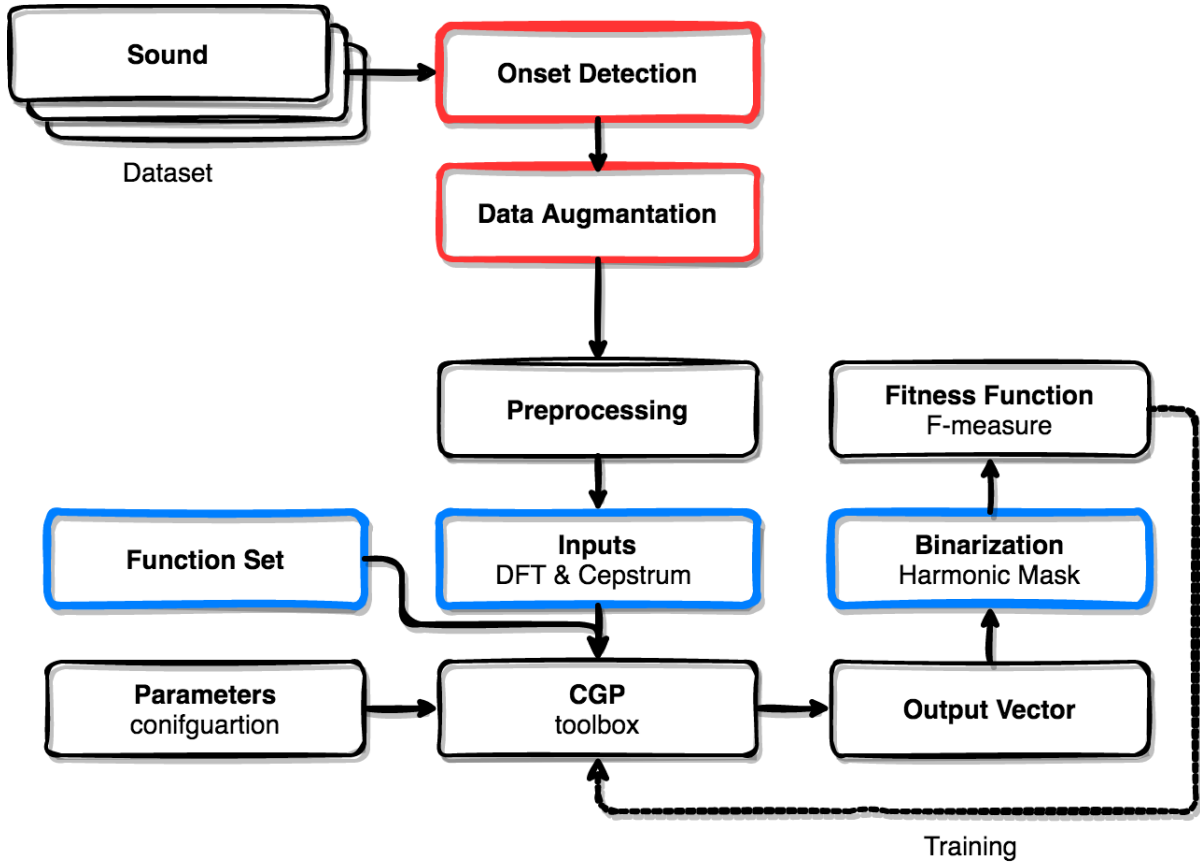 Sound
Dataset
Onset Detection
Data Augmantation
Preprocessing
Fitness Function
F-measure
Function Set
Inputs
DFT & Cepstrum
Binarization
Harmonic Mask
Parameters
conifguartion
CGP
toolbox
Output Vector
Training